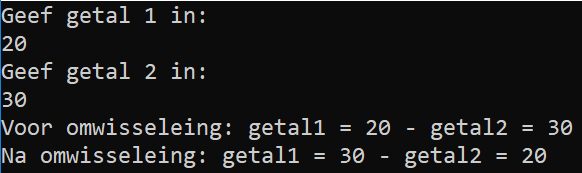 Geef getal 1 in:
20
Geef getal 2 in:
30
Voor omwisseleing: getal1 = 20 - getal2 = 30
Na omwisseleing: getal1 = 30 - getal2 = 20